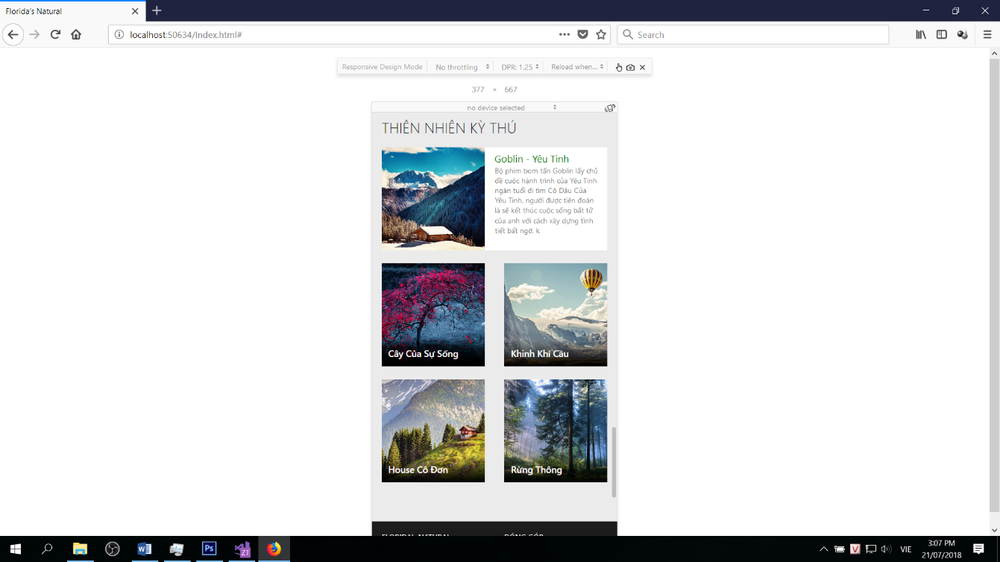 Florida's Natural
localhost:50634/Index.html#
Search
Responsive Design Mode
No throttling
DPR: 1.25
Reload when...
377 × 667
no device selected
THIÊN NHIÊN KỲ THÚ
Goblin - Yêu Tinh
Bộ phim bom tấn Goblin lấy chủ
đề cuộc hành trình của Yêu Tinh
ngàn tuổi đi tìm Cô Dâu Của
Yêu Tinh, người được tiên đoán
là sẽ kết thúc cuộc sống bất tử
của anh với cách xây dựng tình
tiết bất ngờ, k
Cây Của Sự Sống
Khinh Khí Cầu
House Cô Đơn
Rừng Thông
Ps
ZT
VIE
3:07 PM
21/07/2018